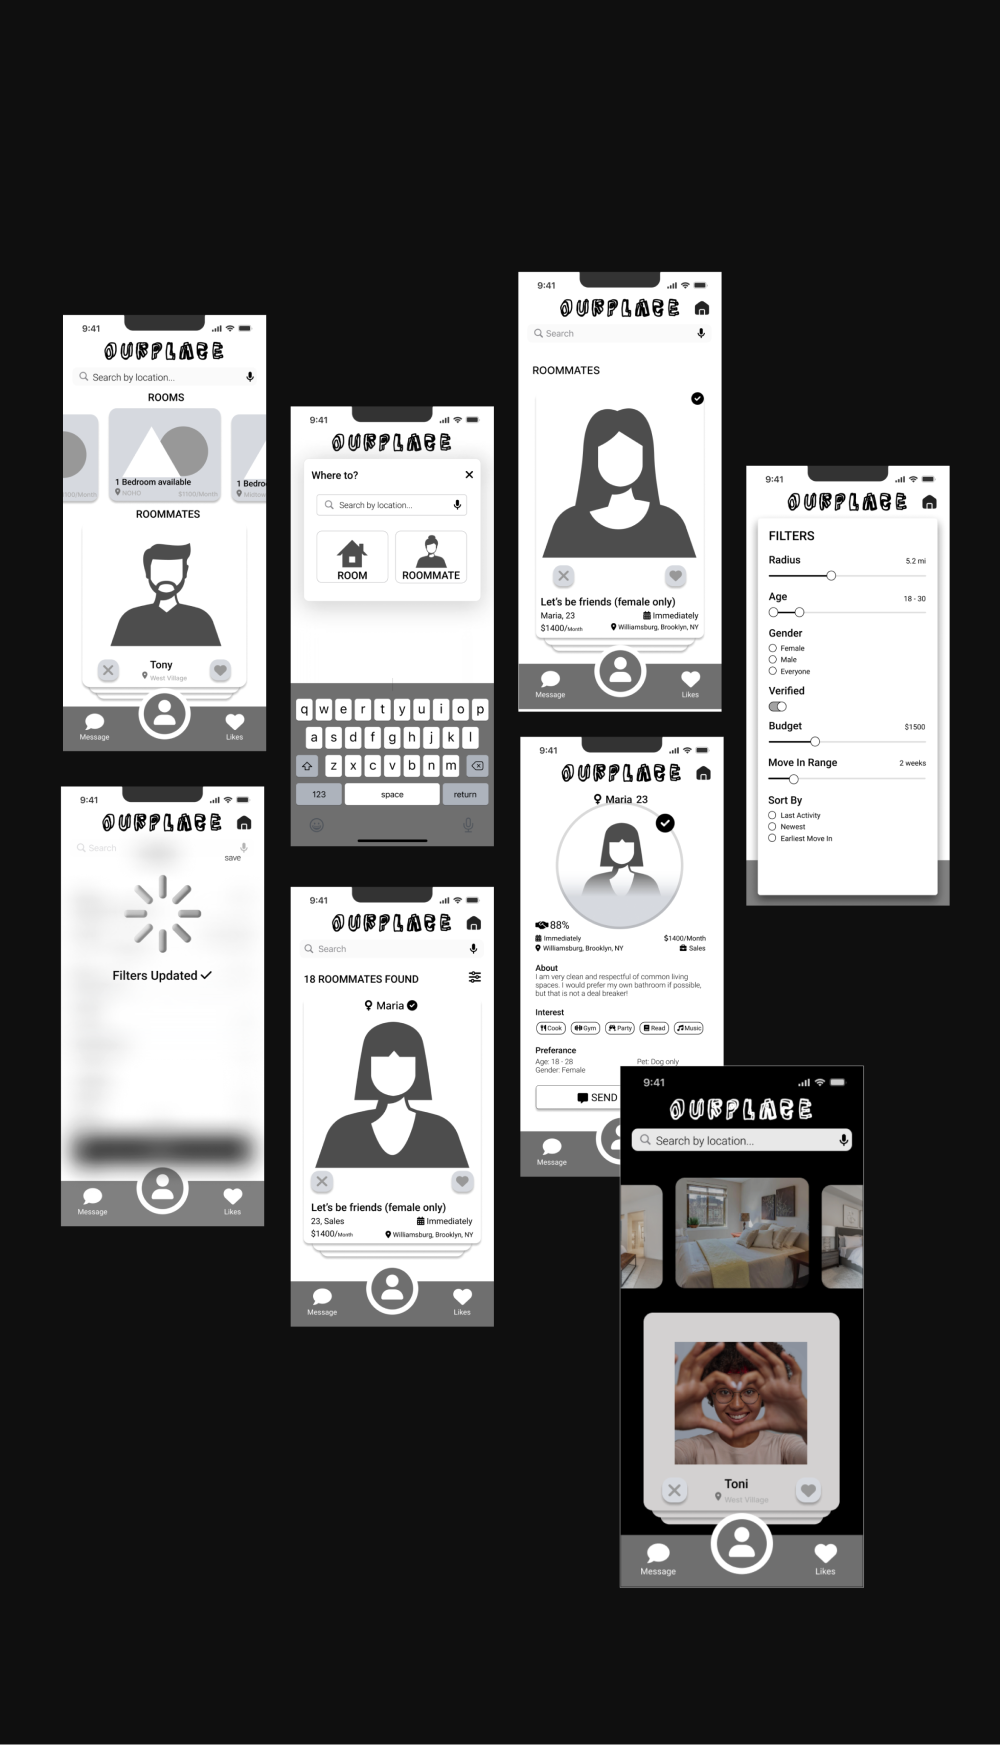 9:41
OURPLACE
Search by location...
ROOMS
1 Bedroom available
NOHO $1100/Month
1 Bedro
Midtow
ROOMMATES
Tony
West Village
Message Likes
9:41
OURPLACE
Where to?
Search by location...
ROOM ROOMMATE
q w e r t y u i o p
a s d f g h j k l
z x c v b n m
123 space return
9:41
OURPLACE
Search
ROOMMATES
Let's be friends (female only)
Maria, 23 Immediately
$1400/Month Williamsburg, Brooklyn, NY
Message Likes
9:41
OURPLACE
FILTERS
Radius 5.2 mi
Age 18 - 30
Gender
Female
Male
Everyone
Verified
Budget $1500
Move In Range 2 weeks
Sort By
Last Activity
Newest
Earliest Move In
9:41
OURPLACE
Search
save
Filters Updated
Message Likes
9:41
OURPLACE
Search
18 ROOMMATES FOUND
Maria
Let's be friends (female only)
23, Sales Immediately
$1400/Month Williamsburg, Brooklyn, NY
Message Likes
9:41
OURPLACE
Maria 23
88%
Immediately $1400/Month
Williamsburg, Brooklyn, NY Sales
About
I am very clean and respectful of common living
spaces. I would prefer my own bathroom if possible,
but that is not a deal breaker!
Interest
Cook Gym Party Read Music
Preferance
Age: 18 - 28 Pet: Dog only
Gender: Female
SEND
Message
9:41
OURPLACE
Search by location...
Toni
West Village
Message Likes